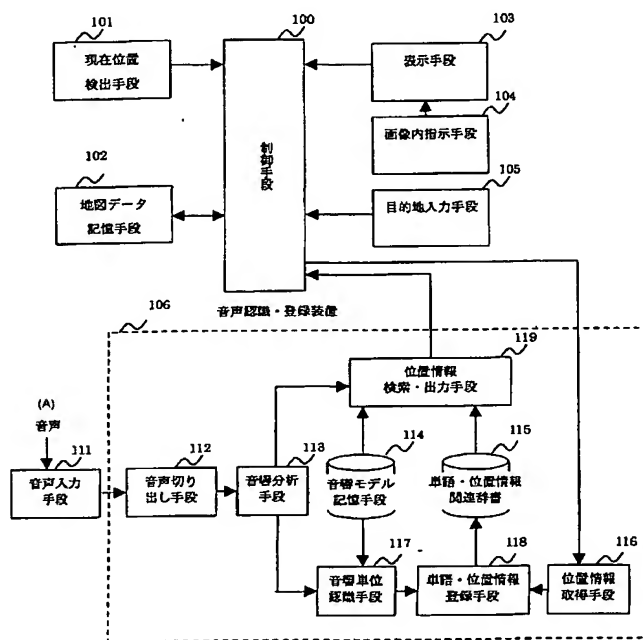 101
現在位置
検出手段
100
制御手段
103
表示手段
104
画像内指示手段
102
地図データ
記憶手段
105
目的地入力手段
音声認識・登録装置
106
119
位置情報
検索・出力手段
(A)
音声
111
音声入力
手段
112
音声切り
出し手段
113
音響分析
手段
114
音響モデル
記憶手段
115
単語・位置情報
関連辞書
117
音響単位
認識手段
118
単語・位置情報
登録手段
116
位置情報
取得手段